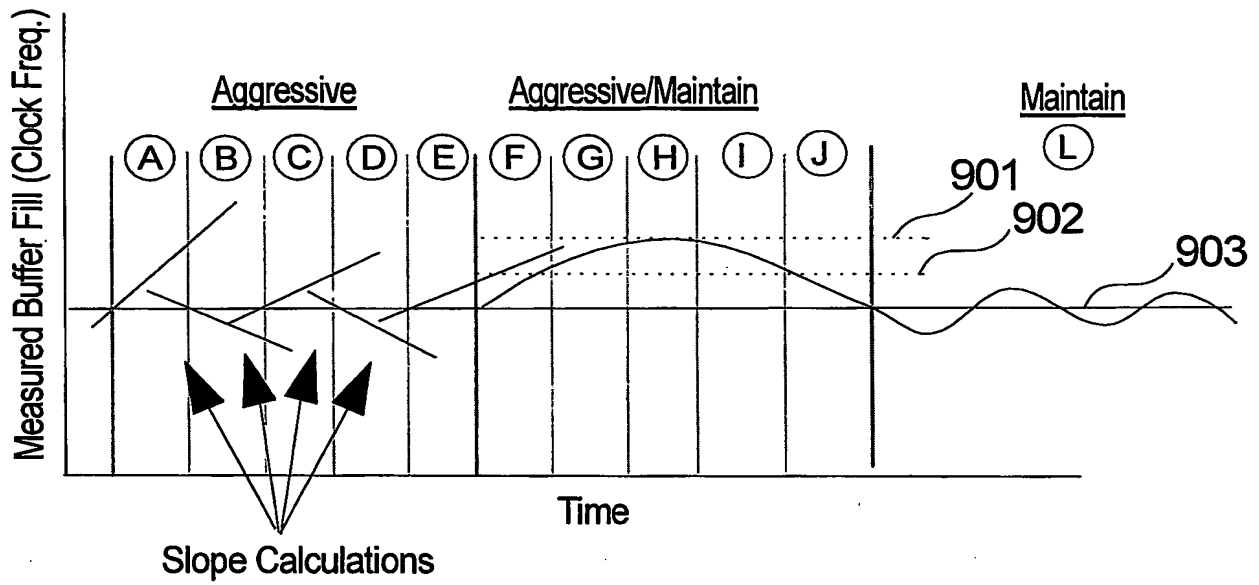 Measured Buffer Fill (Clock Freq.)
Aggressive
Aggressive/Maintain
Maintain
A
B
C
D
E
F
G
H
I
J
L
901
902
903
Time
Slope Calculations